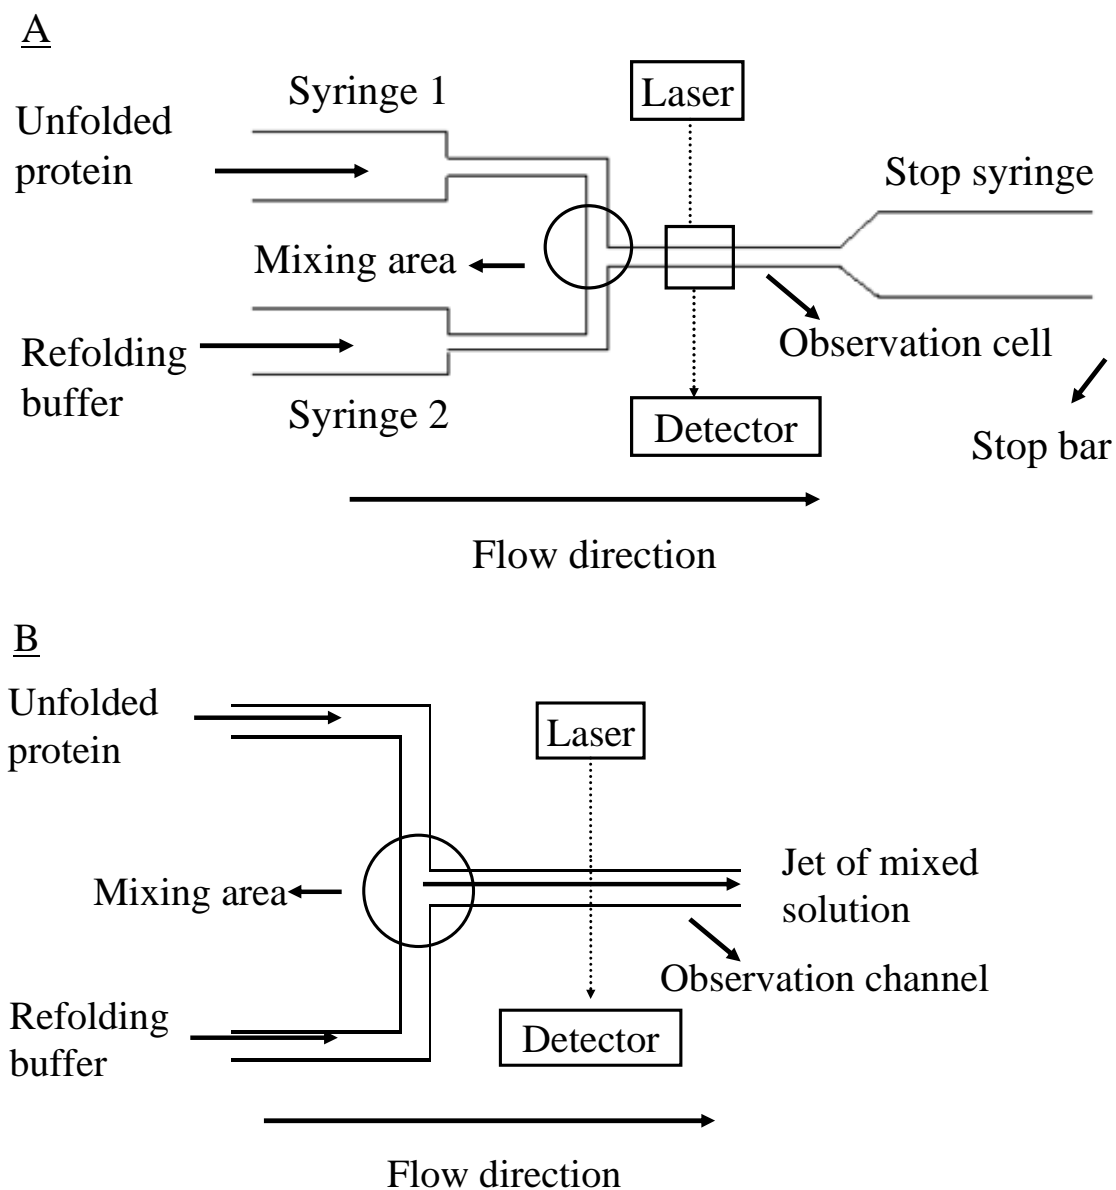 A
Syringe 1
Laser
Unfolded
protein
Stop syringe
Mixing area
Observation cell
Refolding
buffer
Syringe 2
Detector
Stop bar
Flow direction
B
Unfolded
protein
Laser
Jet of mixed
solution
Mixing area
Observation channel
Refolding
buffer
Detector
Flow direction